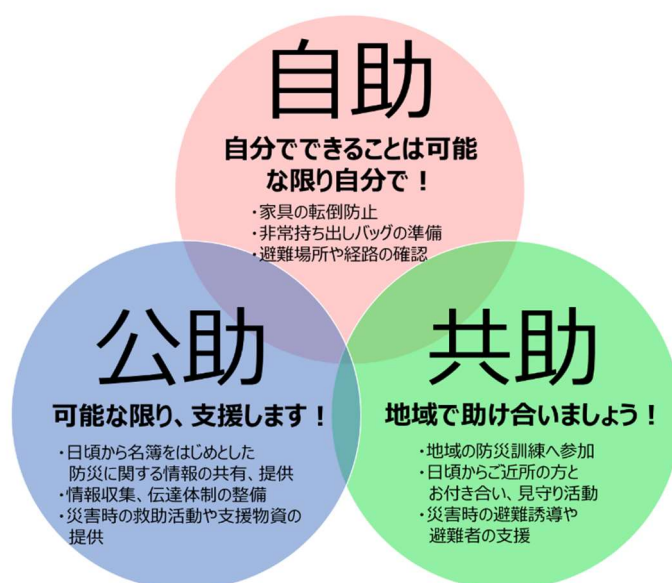 自助
自分でできることは可能
な限り自分で！
・家具の転倒防止
・非常持ち出しバッグの準備
・避難場所や経路の確認
公助
可能な限り、支援します！
・日頃から名簿をはじめとした
防災に関する情報の共有、提供
・情報収集、伝達体制の整備
・災害時の救助活動や支援物資の
提供
共助
地域で助け合いましょう！
・地域の防災訓練へ参加
・日頃からご近所の方と
お付き合い、見守り活動
・災害時の避難誘導や
避難者の支援